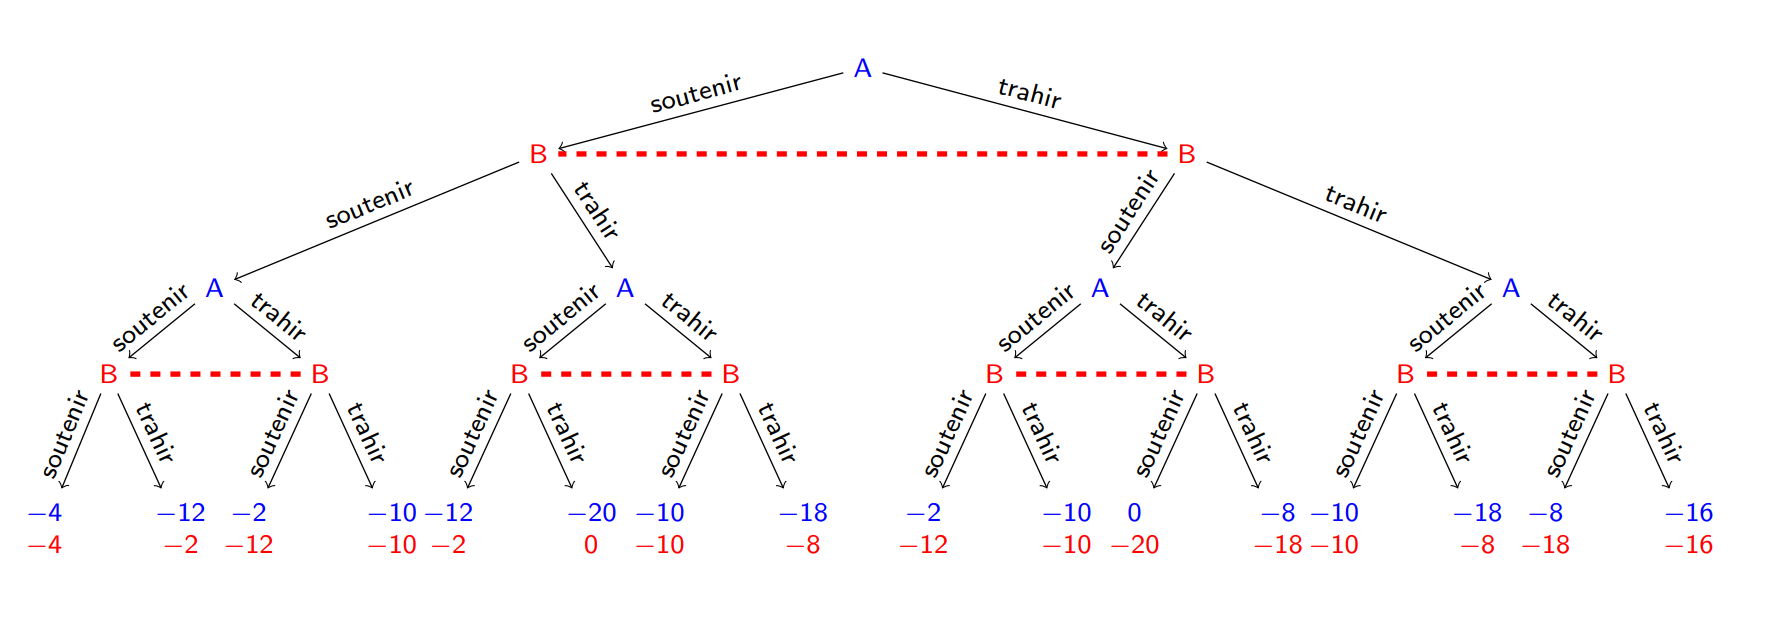 A
soutenir trahir
B B
soutenir trahir soutenir trahir
A A A A
soutenir trahir soutenir trahir soutenir trahir soutenir trahir
B B B B B B B B
soutenir trahir soutenir trahir soutenir trahir soutenir trahir soutenir trahir soutenir trahir soutenir trahir soutenir trahir
−4 −12 −2 −10 −12 −20 −10 −18 −2 −10 0 −8 −10 −18 −8 −16
−4 −2 −12 −10 −2 0 −10 −8 −12 −10 −20 −18 −10 −8 −18 −16